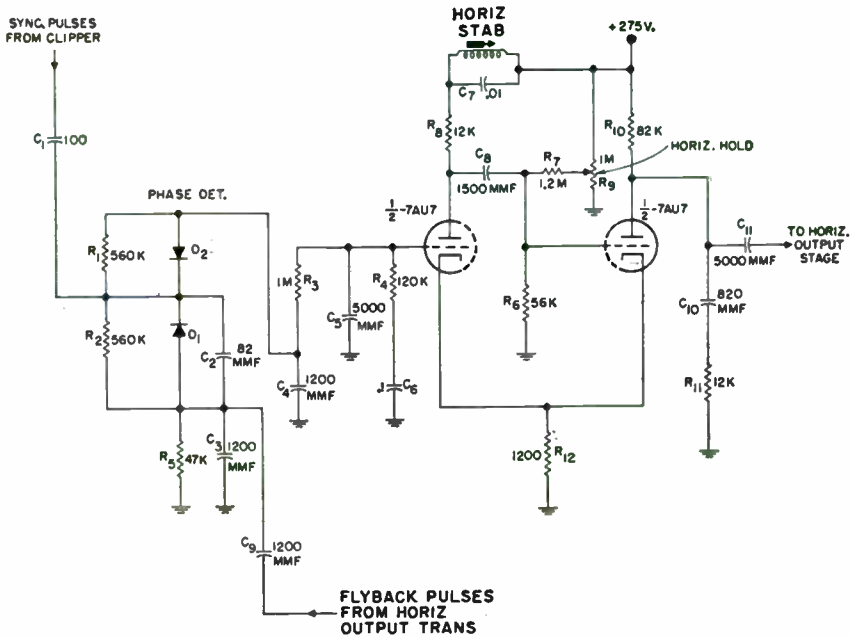 HORIZ
STAB
SYNC. PULSES
FROM CLIPPER
+275V.
C7 .01
R8 12K
R10 82K
C1 100
C8
1500 MMF
R7
1.2M
1M
R9
HORIZ. HOLD
PHASE DET.
1/2-7AU7
1/2-7AU7
R1 560K
D2
C11
5000 MMF
TO HORIZ.
OUTPUT
STAGE
1M R3
R4 120K
C5 5000
MMF
R6 56K
C10 820
MMF
R2 560K
D1
C2 82
MMF
C4 1200
MMF
.1 C6
R11 12K
R5 47K
C3 1200
MMF
1200 R12
C9 1200
MMF
FLYBACK PULSES
FROM HORIZ
OUTPUT TRANS